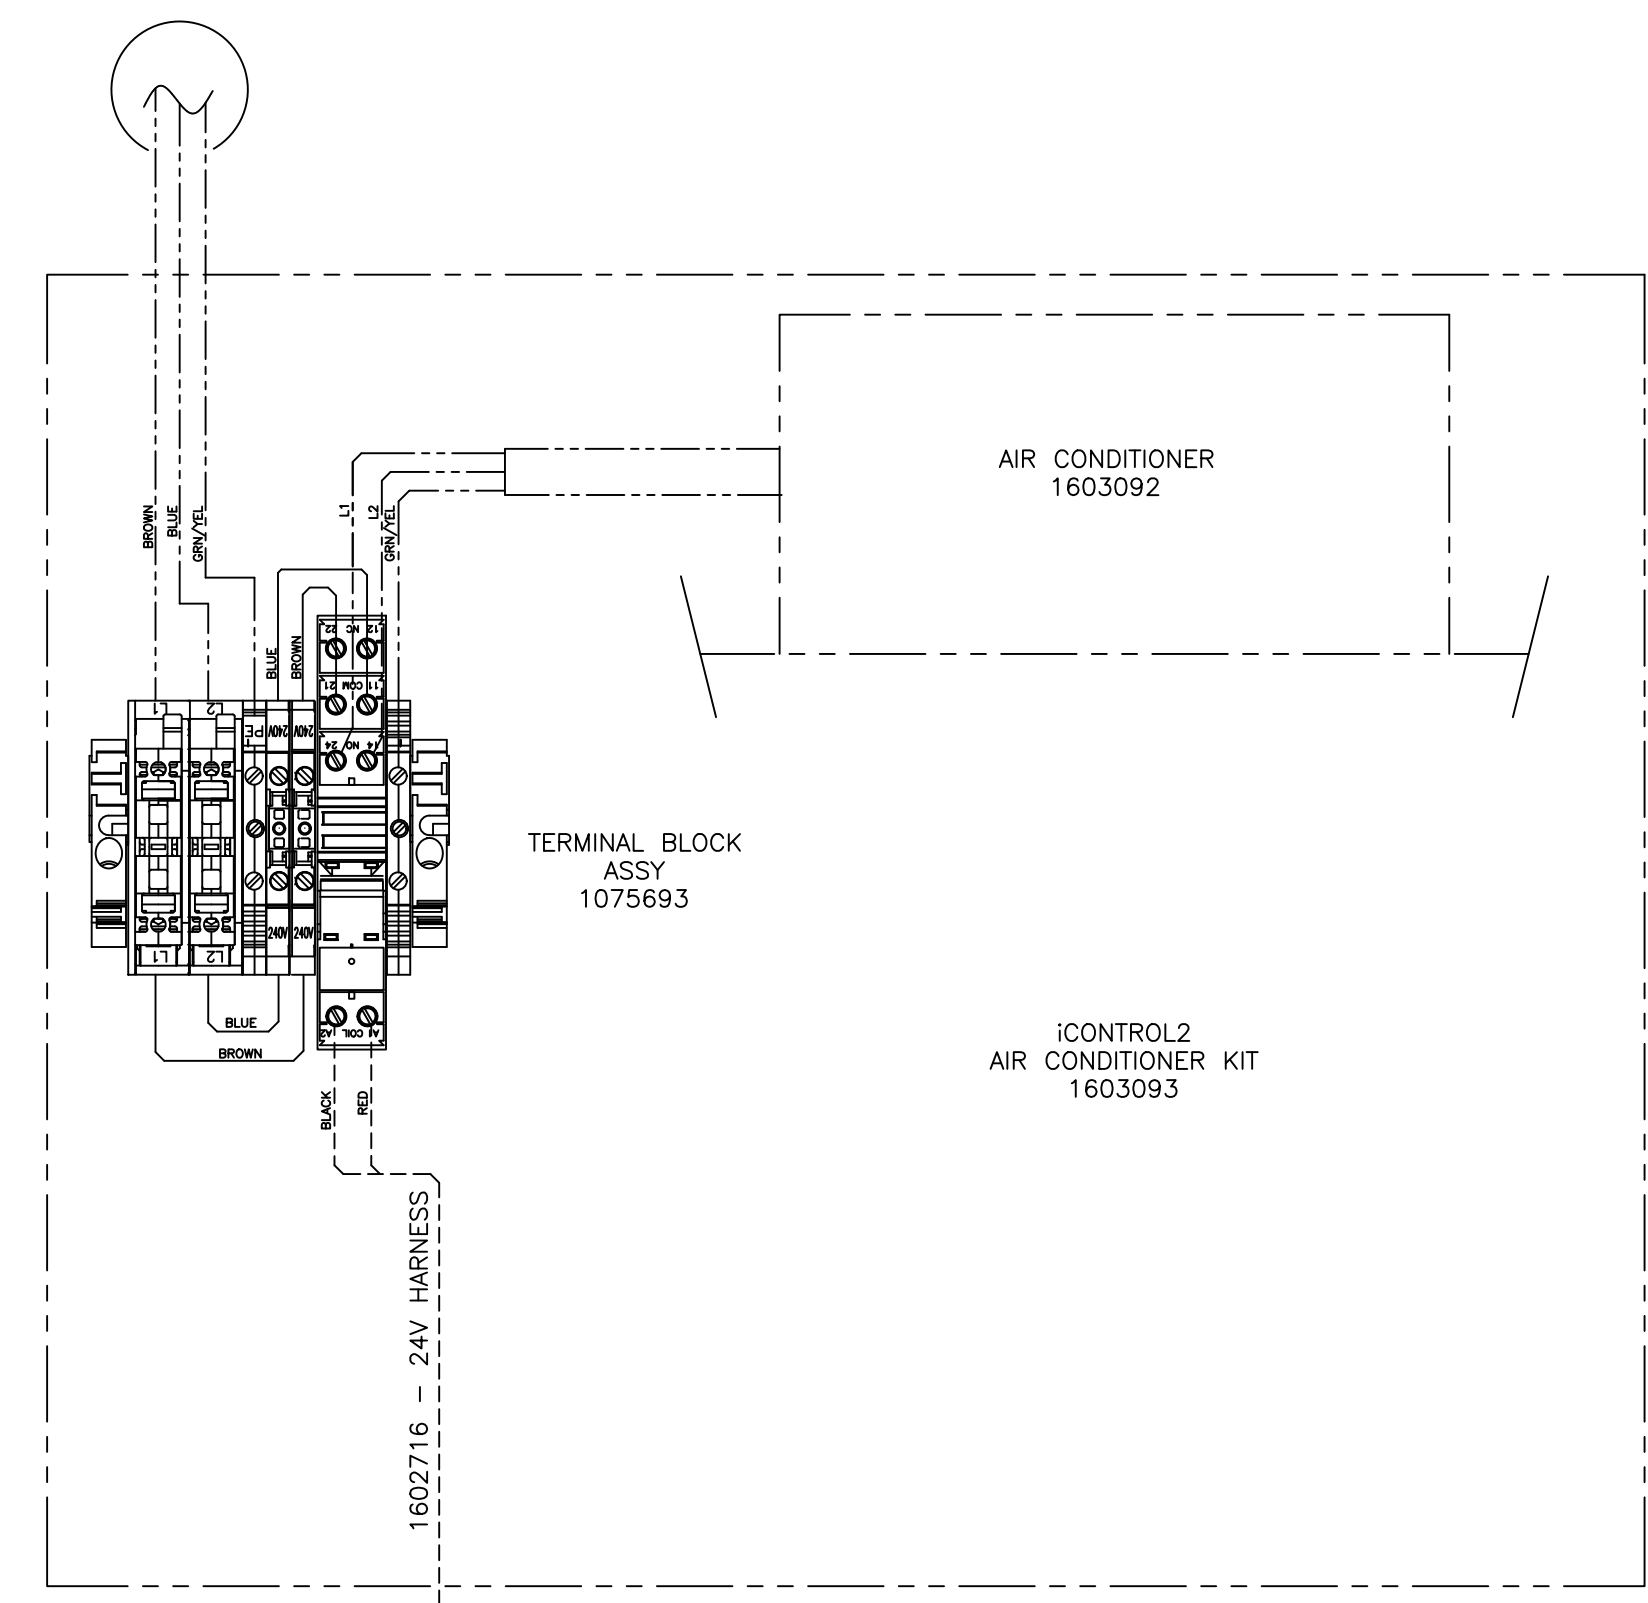 AIR CONDITIONER
1603092
BROWN
BLUE
GRN/YEL
L1
L2
GRN/YEL
BLUE
BROWN
22 NC 12
21 COM 11
24 NO 14
L1
L2
PE
240V
240V
TERMINAL BLOCK
ASSY
1075693
240V
240V
L1
L2
A2 COIL A1
BLUE
BROWN
iCONTROL2
AIR CONDITIONER KIT
1603093
BLACK
RED
1602716 - 24V HARNESS